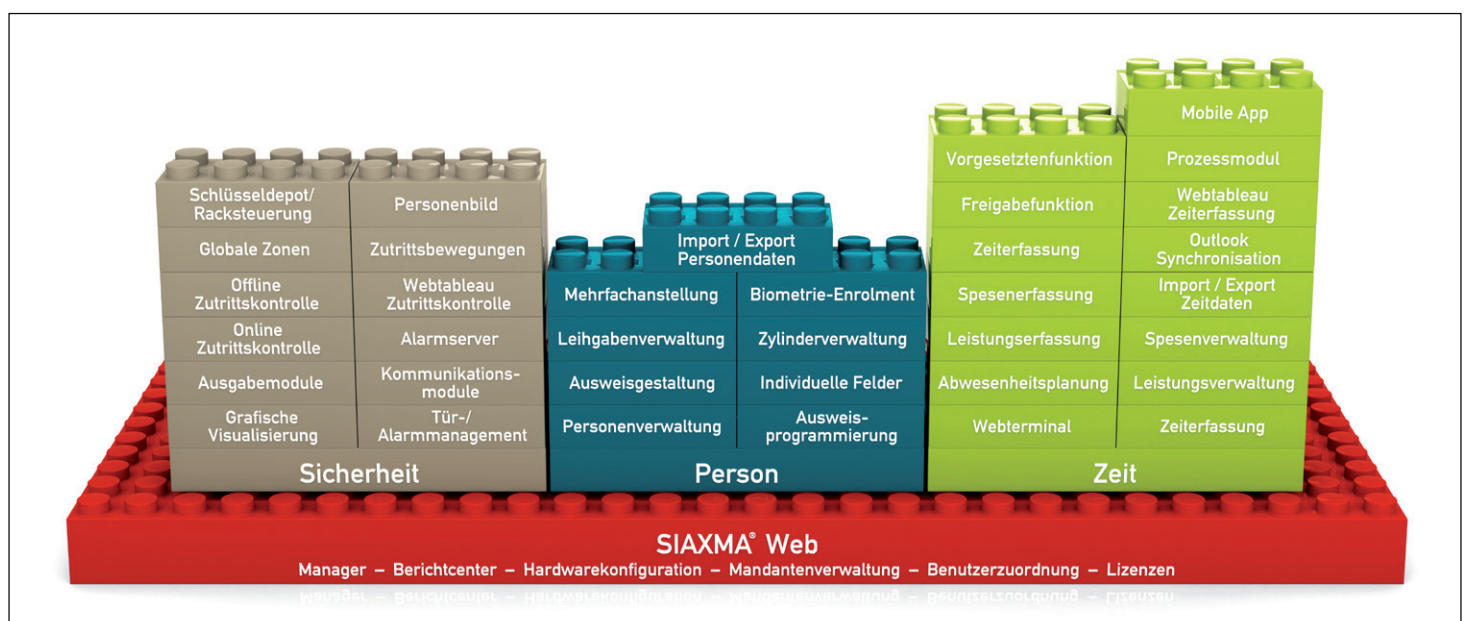 Schlüsseldepot/
Racksteuerung
Globale Zonen
Offline
Zutrittskontrolle
Online
Zutrittskontrolle
Ausgabemodule
Grafische
Visualisierung
Personenbild
Zutrittsbewegungen
Webtableau
Zutrittskontrolle
Alarmserver
Kommunikations-
module
Tür-/
Alarmmanagement
Sicherheit
Import / Export
Personendaten
Mehrfachanstellung
Leihgabenverwaltung
Ausweisgestaltung
Personenverwaltung
Biometrie-Enrolment
Zylinderverwaltung
Individuelle Felder
Ausweis-
programmierung
Person
Vorgesetztenfunktion
Freigabefunktion
Zeiterfassung
Spesenerfassung
Leistungserfassung
Abwesenheitsplanung
Webterminal
Mobile App
Prozessmodul
Webtableau
Zeiterfassung
Outlook
Synchronisation
Import / Export
Zeitdaten
Spesenverwaltung
Leistungsverwaltung
Zeiterfassung
Zeit
SIAXMA® Web
Manager – Berichtcenter – Hardwarekonfiguration – Mandantenverwaltung – Benutzerzuordnung – Lizenzen